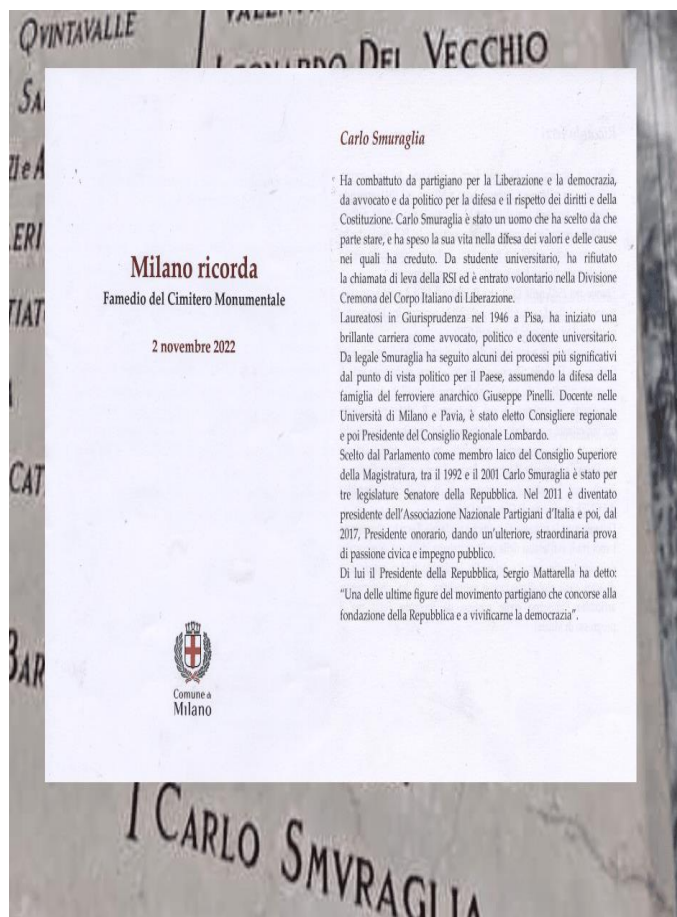 QVINTAVALLE
LEONARDO DEL VECCHIO
Milano ricorda
Famedio del Cimitero Monumentale
2 novembre 2022
Comune di
Milano
Carlo Smuraglia
Ha combattuto da partigiano per la Liberazione e la democrazia,
da avvocato e da politico per la difesa e il rispetto dei diritti e della
Costituzione. Carlo Smuraglia è stato un uomo che ha scelto da che
parte stare, e ha speso la sua vita nella difesa dei valori e delle cause
nei quali ha creduto. Da studente universitario, ha rifiutato
la chiamata di leva della RSI ed è entrato volontario nella Divisione
Cremona del Corpo Italiano di Liberazione.
Laureatosi in Giurisprudenza nel 1946 a Pisa, ha iniziato una
brillante carriera come avvocato, politico e docente universitario.
Da legale Smuraglia ha seguito alcuni dei processi più significativi
dal punto di vista politico per il Paese, assumendo la difesa della
famiglia del ferroviere anarchico Giuseppe Pinelli. Docente nelle
Università di Milano e Pavia, è stato eletto Consigliere regionale
e poi Presidente del Consiglio Regionale Lombardo.
Scelto dal Parlamento come membro laico del Consiglio Superiore
della Magistratura, tra il 1992 e il 2001 Carlo Smuraglia è stato per
tre legislature Senatore della Repubblica. Nel 2011 è diventato
presidente dell'Associazione Nazionale Partigiani d'Italia e poi, dal
2017, Presidente onorario, dando un'ulteriore, straordinaria prova
di passione civica e impegno pubblico.
Di lui il Presidente della Repubblica, Sergio Mattarella ha detto:
"Una delle ultime figure del movimento partigiano che concorse alla
fondazione della Repubblica e a vivificarne la democrazia".
CARLO SMVRAGLIA